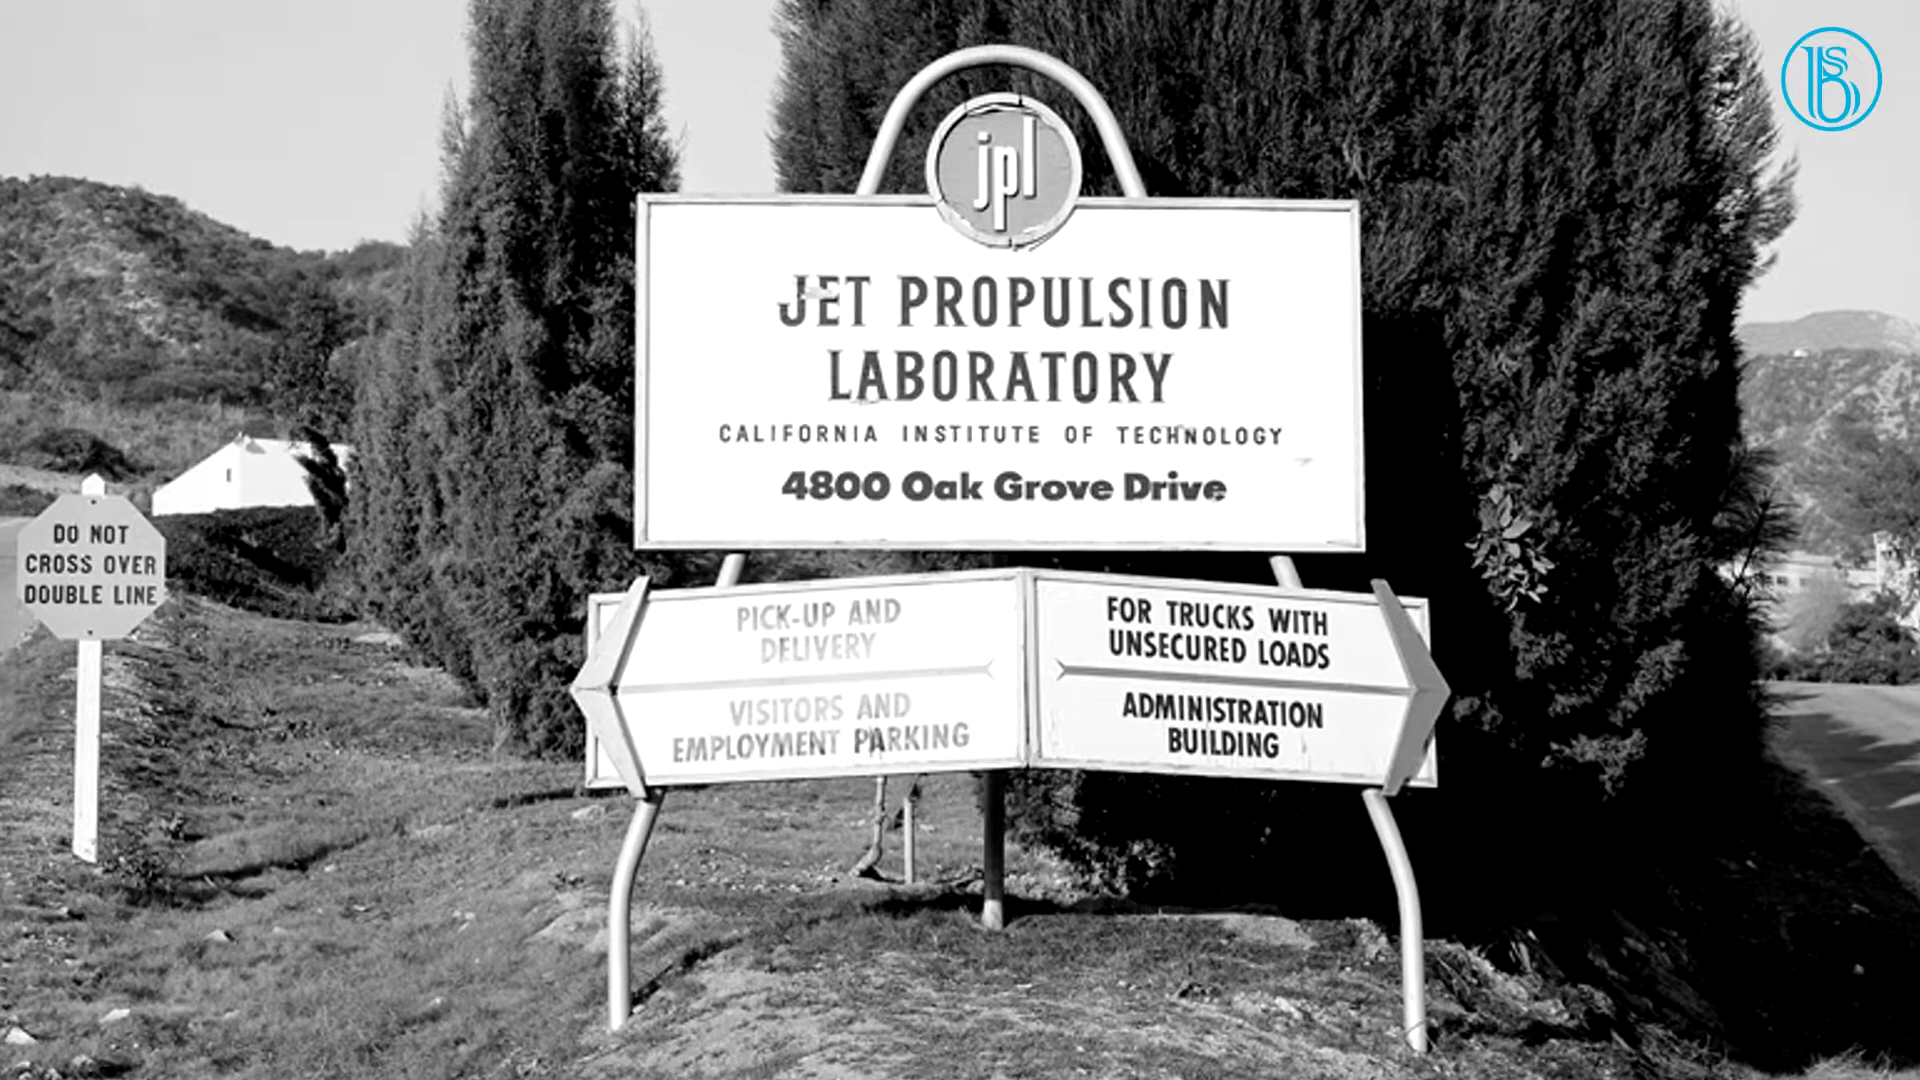 jpl
JET PROPULSION
LABORATORY
CALIFORNIA INSTITUTE OF TECHNOLOGY
4800 Oak Grove Drive
DO NOT
CROSS OVER
DOUBLE LINE
PICK-UP AND
DELIVERY
VISITORS AND
EMPLOYMENT PARKING
FOR TRUCKS WITH
UNSECURED LOADS
ADMINISTRATION
BUILDING